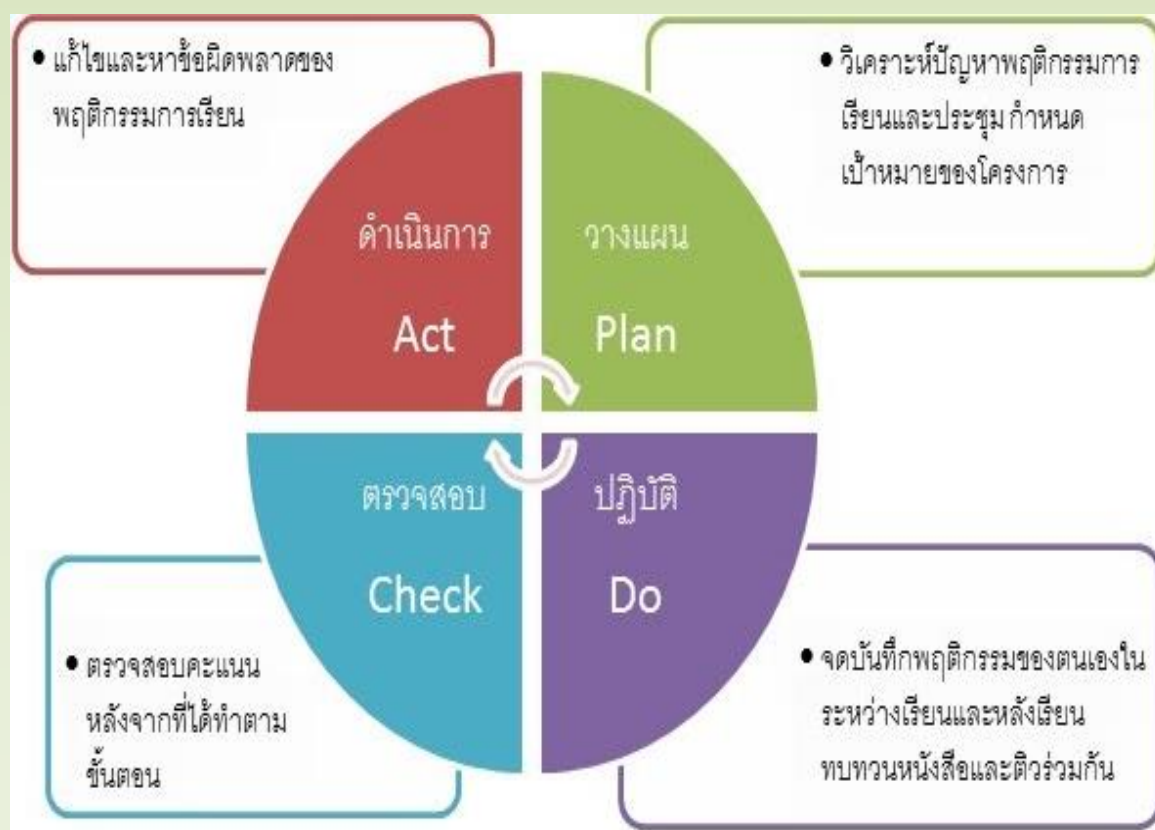 • แก้ไขและหาข้อผิดพลาดของ
พฤติกรรมการเรียน
• วิเคราะห์ปัญหาพฤติกรรมการ
เรียนและประชุม กำหนด
เป้าหมายของโครงการ
ดำเนินการ
Act
วางแผน
Plan
ตรวจสอบ
Check
ปฏิบัติ
Do
• ตรวจสอบคะแนน
หลังจากที่ได้ทำตาม
ขั้นตอน
• จดบันทึกพฤติกรรมของตนเองใน
ระหว่างเรียนและหลังเรียน
ทบทวนหนังสือและติวร่วมกัน